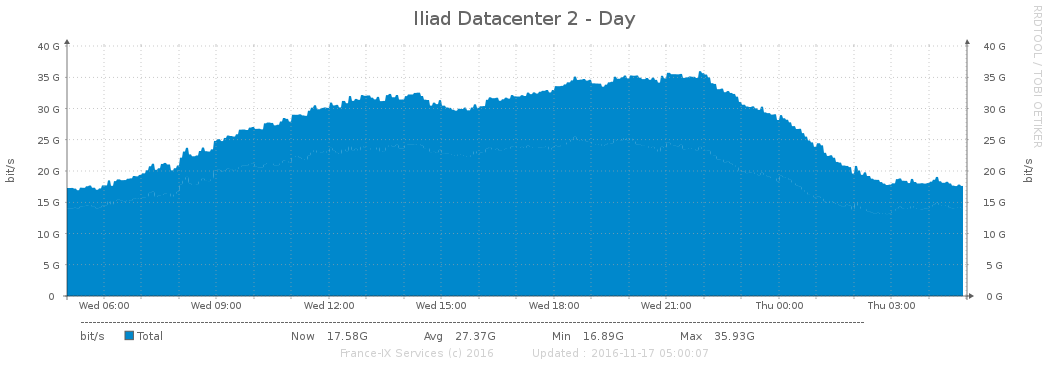 Iliad Datacenter 2 - Day
RRDTOOL / TOBI OETIKER
40 G 40 G
35 G 35 G
30 G 30 G
25 G 25 G
20 G 20 G
15 G 15 G
10 G 10 G
5 G 5 G
0 0 G
bit/s bit/s
Wed 06:00 Wed 09:00 Wed 12:00 Wed 15:00 Wed 18:00 Wed 21:00 Thu 00:00 Thu 03:00
bit/s Total Now 17.58G Avg 27.37G Min 16.89G Max 35.93G
France-IX Services (c) 2016 Updated : 2016-11-17 05:00:07